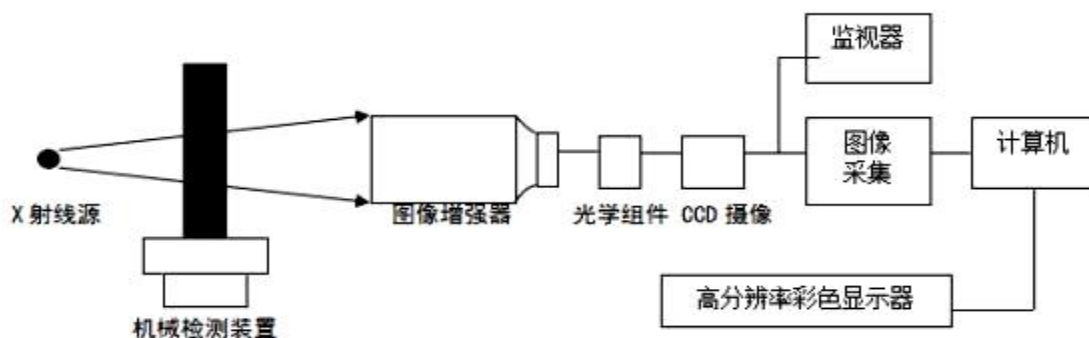 监视器
图像
采集
计算机
X 射线源
图像增强器
光学组件
CCD 摄像
高分辨率彩色显示器
机械检测装置